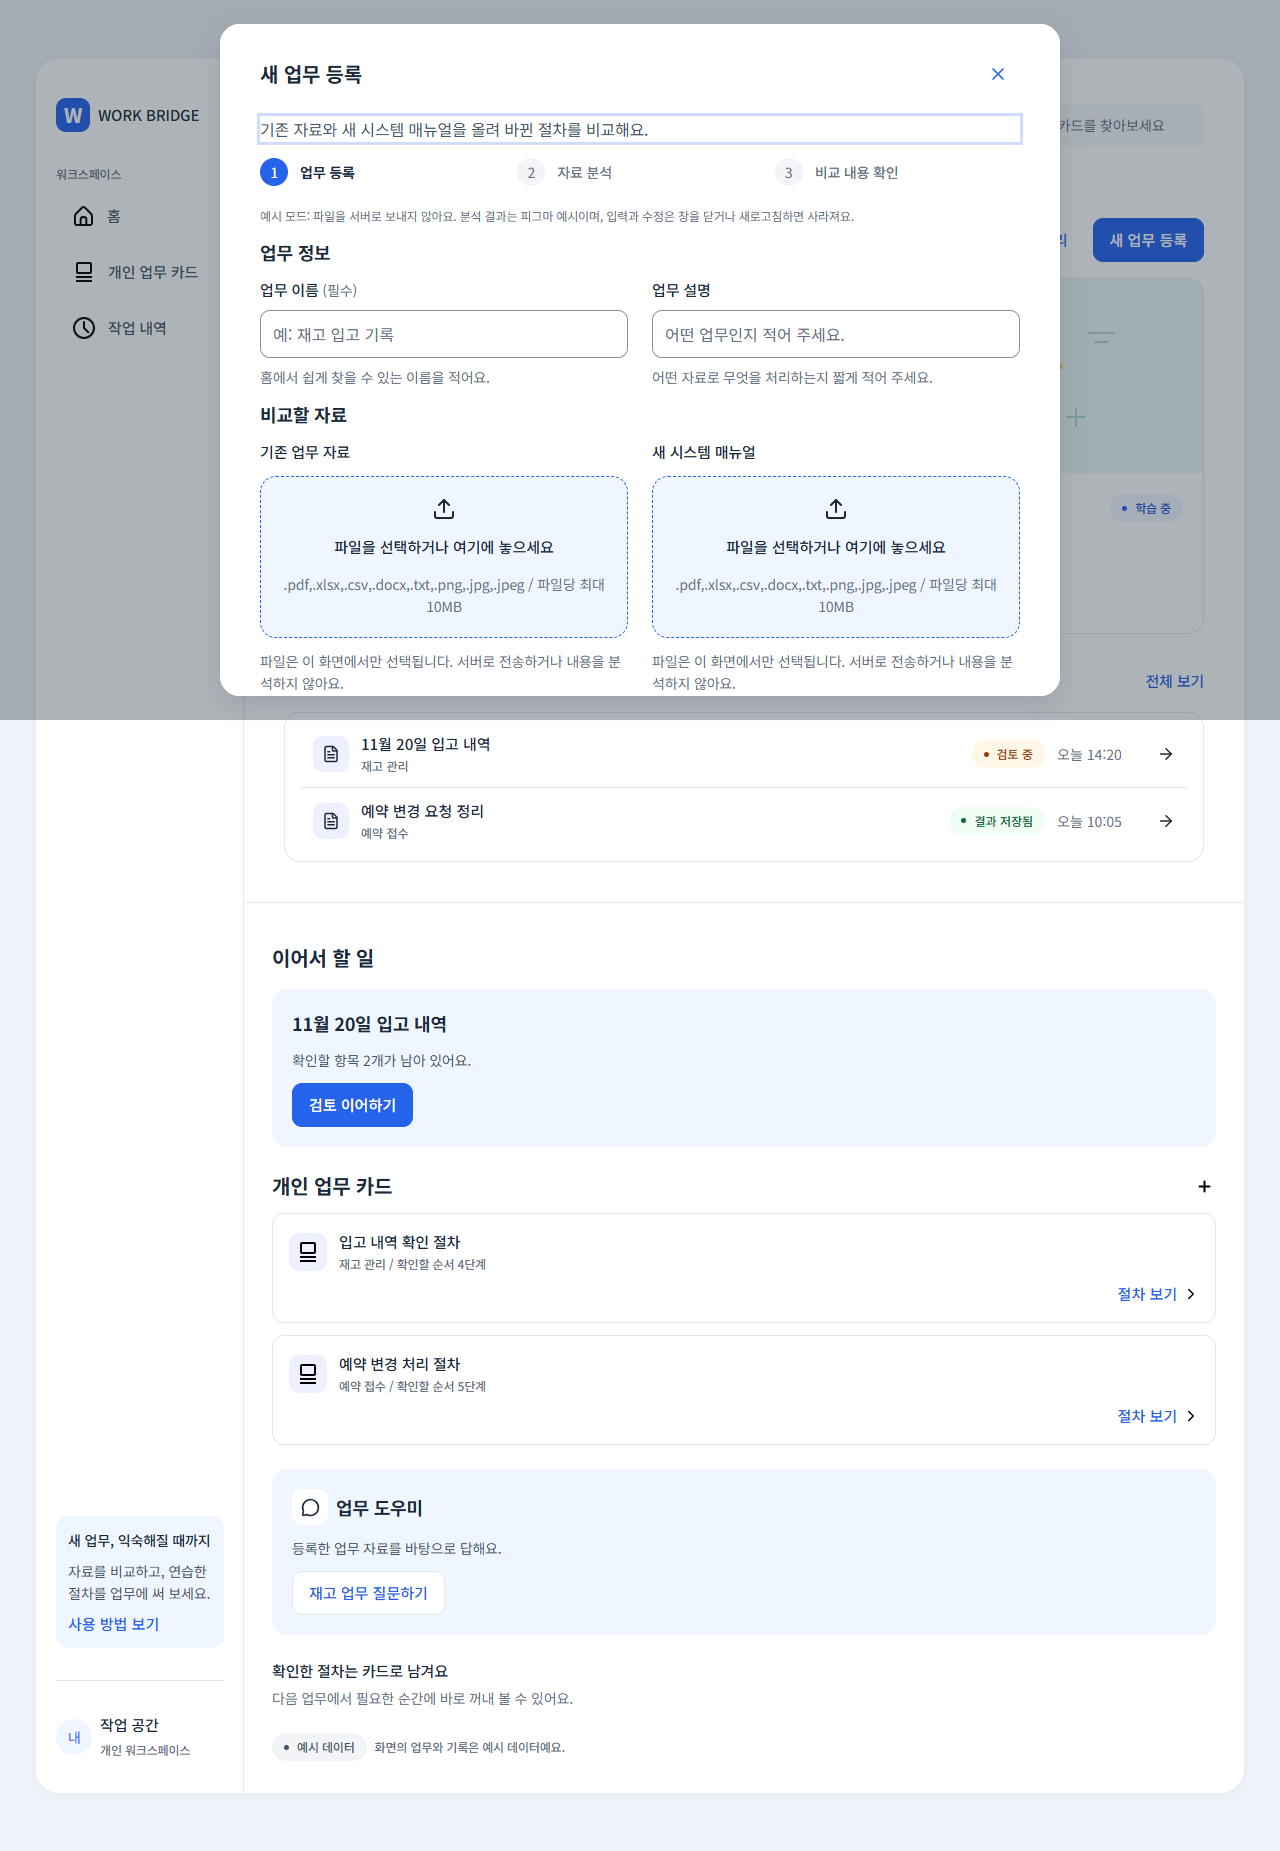 새 업무 등록
기존 자료와 새 시스템 매뉴얼을 올려 바뀐 절차를 비교해요.
1 업무 등록
2 자료 분석
3 비교 내용 확인
예시 모드: 파일을 서버로 보내지 않아요. 분석 결과는 피그마 예시이며, 입력과 수정은 창을 닫거나 새로고침하면 사라져요.
업무 정보
업무 이름 (필수)
예: 재고 입고 기록
홈에서 쉽게 찾을 수 있는 이름을 적어요.
업무 설명
어떤 업무인지 적어 주세요.
어떤 자료로 무엇을 처리하는지 짧게 적어 주세요.
비교할 자료
기존 업무 자료
파일을 선택하거나 여기에 놓으세요
.pdf,.xlsx,.csv,.docx,.txt,.png,.jpg,.jpeg / 파일당 최대
10MB
파일은 이 화면에서만 선택됩니다. 서버로 전송하거나 내용을 분
석하지 않아요.
새 시스템 매뉴얼
파일을 선택하거나 여기에 놓으세요
.pdf,.xlsx,.csv,.docx,.txt,.png,.jpg,.jpeg / 파일당 최대
10MB
파일은 이 화면에서만 선택됩니다. 서버로 전송하거나 내용을 분
석하지 않아요.
W WORK BRIDGE
워크스페이스
홈
개인 업무 카드
작업 내역
카드를 찾아보세요
리
새 업무 등록
학습 중
전체 보기
11월 20일 입고 내역
재고 관리
검토 중
오늘 14:20
예약 변경 요청 정리
예약 접수
결과 저장됨
오늘 10:05
이어서 할 일
11월 20일 입고 내역
확인할 항목 2개가 남아 있어요.
검토 이어하기
개인 업무 카드
입고 내역 확인 절차
재고 관리 / 확인할 순서 4단계
절차 보기
예약 변경 처리 절차
예약 접수 / 확인할 순서 5단계
절차 보기
업무 도우미
등록한 업무 자료를 바탕으로 답해요.
재고 업무 질문하기
확인한 절차는 카드로 남겨요
다음 업무에서 필요한 순간에 바로 꺼내 볼 수 있어요.
예시 데이터
화면의 업무와 기록은 예시 데이터예요.
새 업무, 익숙해질 때까지
자료를 비교하고, 연습한
절차를 업무에 써 보세요.
사용 방법 보기
내
작업 공간
개인 워크스페이스